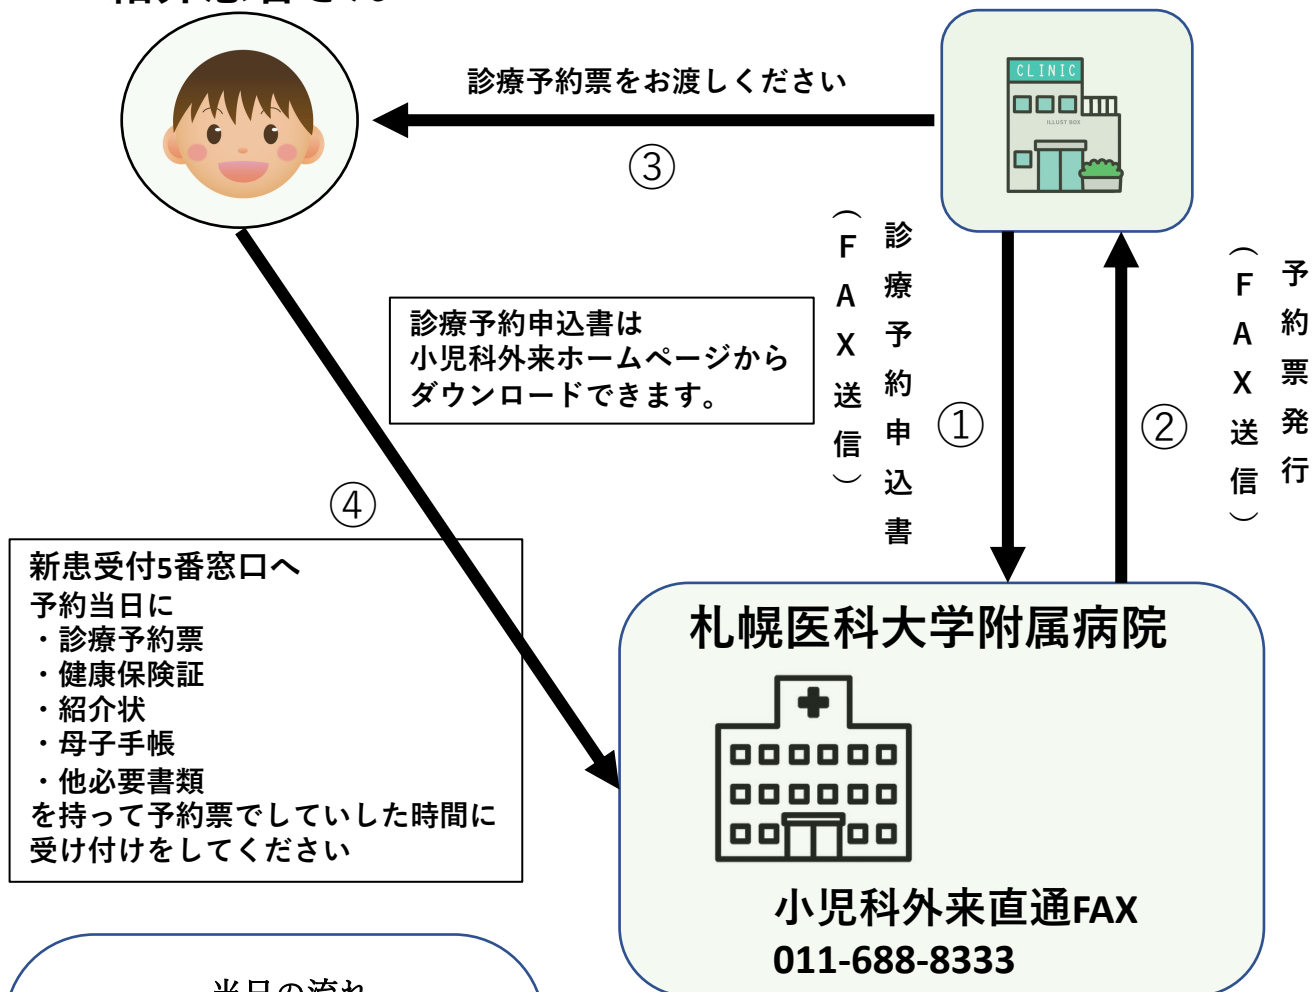 診療予約票をお渡しください
CLINIC
ILLUST BOX
③
診療予約申込書
(FAX送信)
予約票発行
(FAX送信)
診療予約申込書は
小児科外来ホームページから
ダウンロードできます。
①
②
④
新患受付5番窓口へ
予約当日に
・診療予約票
・健康保険証
・紹介状
・母子手帳
・他必要書類
を持って予約票でしていした時間に
受け付けをしてください
札幌医科大学附属病院
小児科外来直通FAX
011-688-8333
当日の流れ